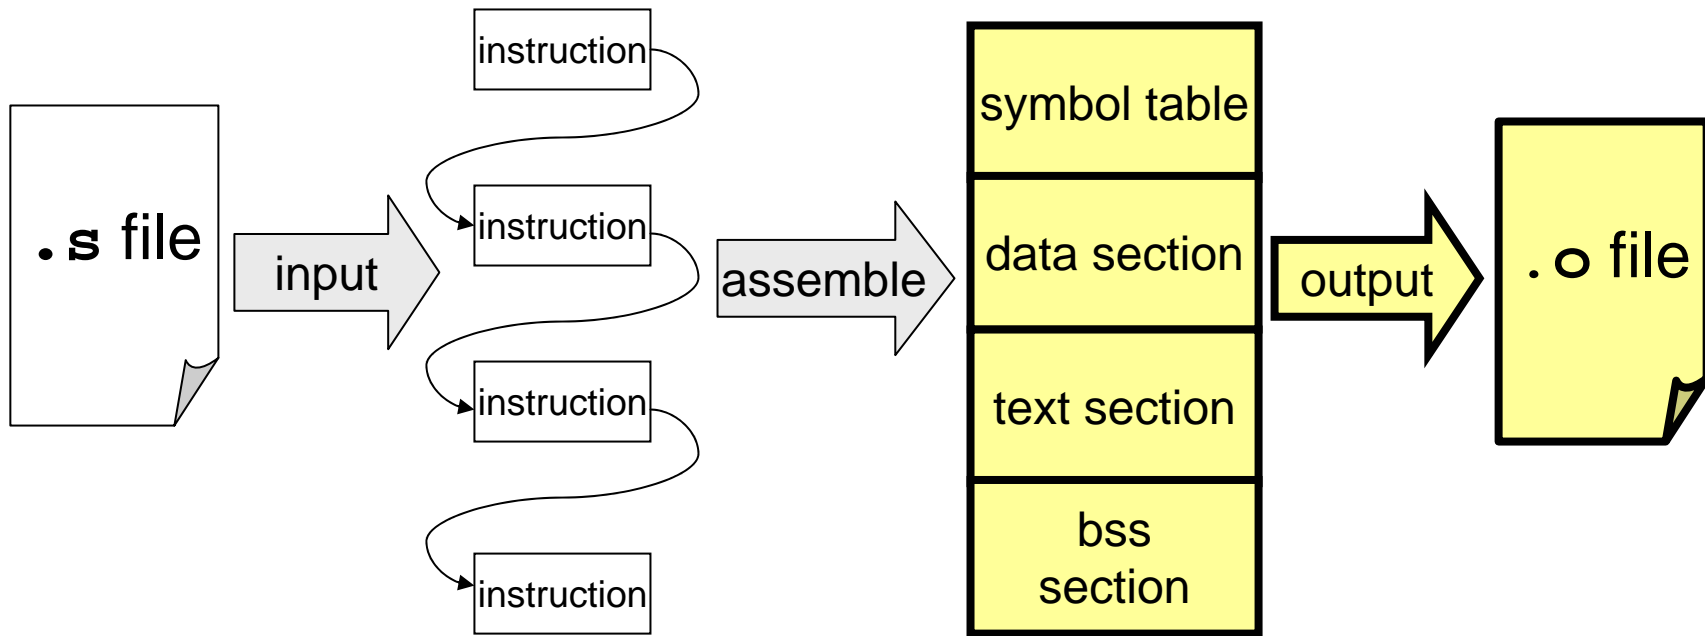 .s file
input
instruction
instruction
instruction
instruction
assemble
symbol table
data section
text section
bss
section
output
.o file